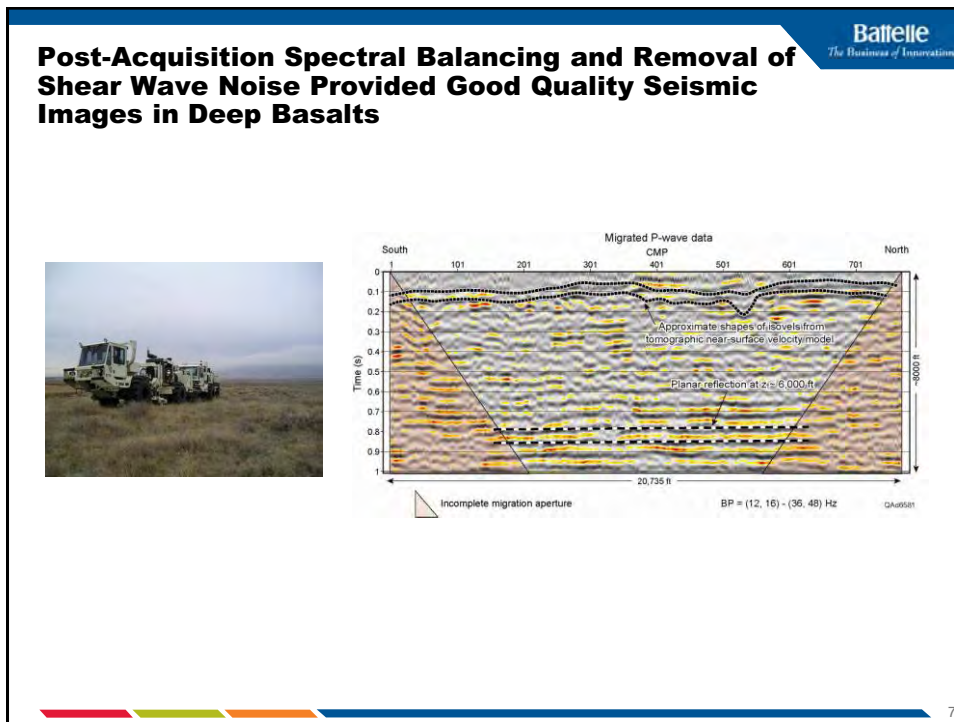 Battelle
The Business of Innovation
Post-Acquisition Spectral Balancing and Removal of
Shear Wave Noise Provided Good Quality Seismic
Images in Deep Basalts
Migrated P-wave data
South
CMP
North
1 101 201 301 401 501 601 701
0
0.1
0.2
0.3
0.4
0.5
0.6
0.7
0.8
0.9
1
Time (s)
Approximate shapes of isovels from
tomographic near-surface velocity model
Planar reflection at z ~ 6,000 ft
~8000 ft
20,735 ft
Incomplete migration aperture
BP = (12, 16) - (36, 48) Hz
QAd6581
7